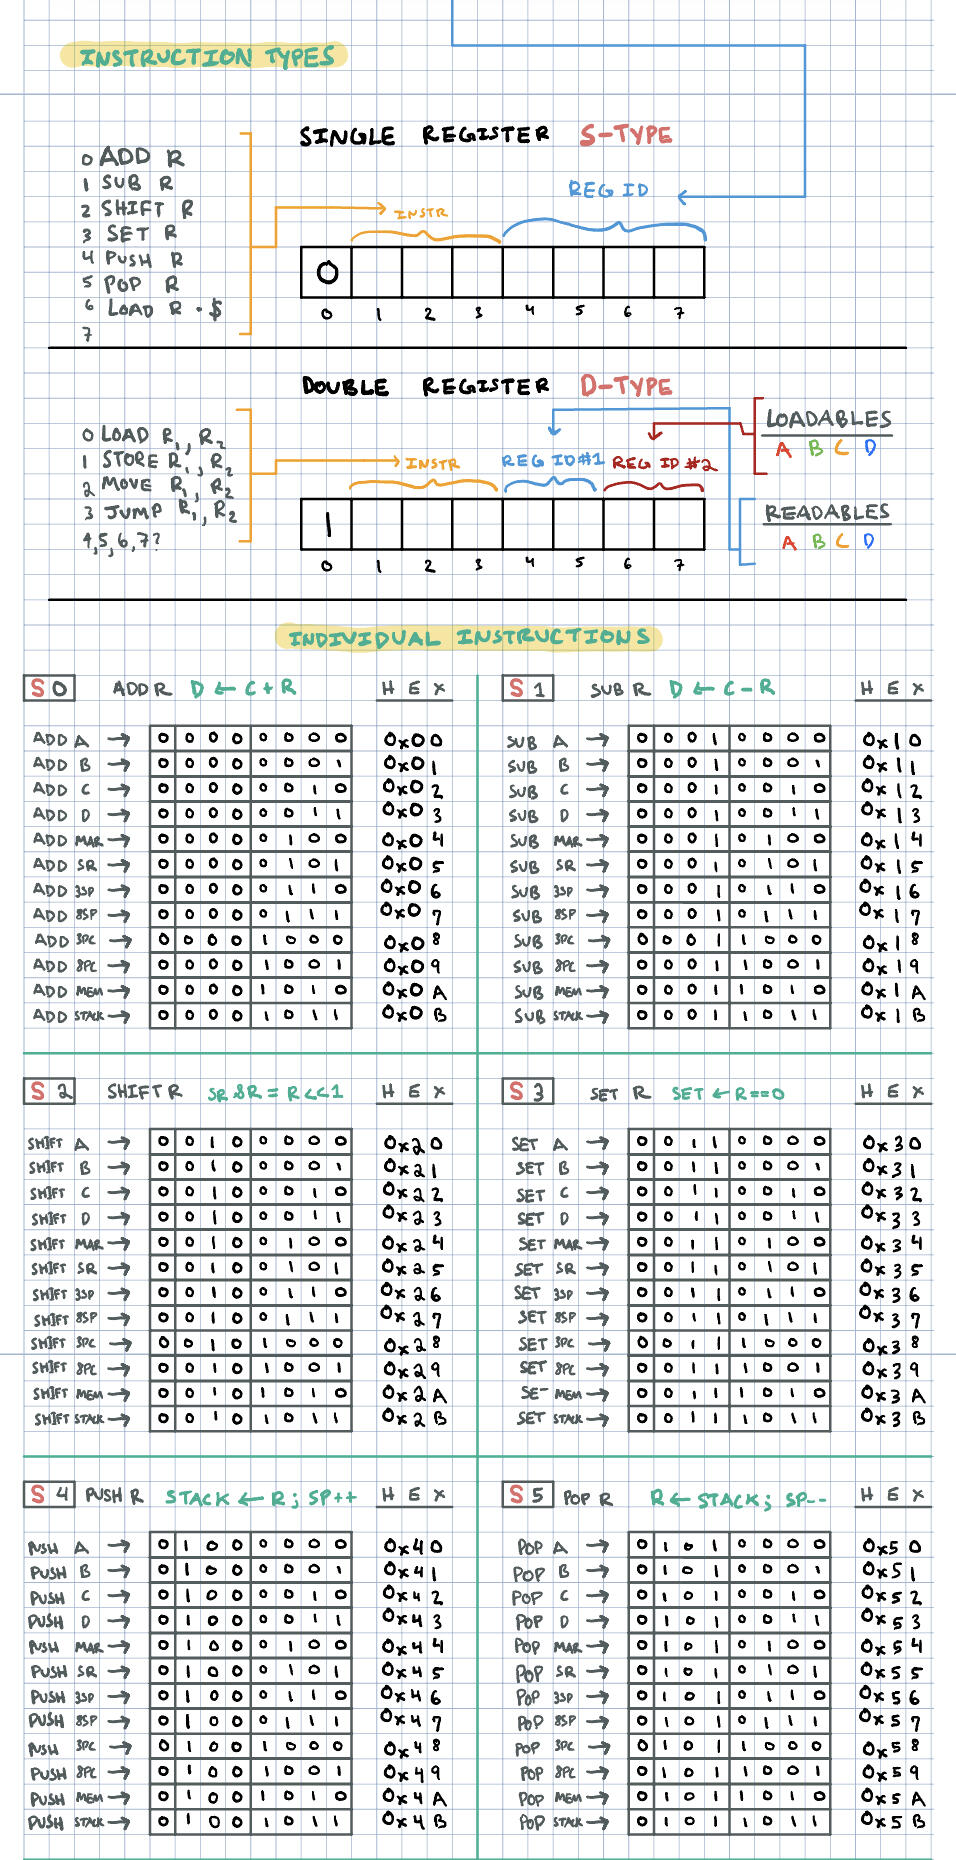 INSTRUCTION TYPES
SINGLE REGISTER S-TYPE
0 ADD R
1 SUB R
2 SHIFT R
3 SET R
4 PUSH R
5 POP R
6 LOAD R · $
7
INSTR
REG ID
0
0 1 2 3 4 5 6 7
DOUBLE REGISTER D-TYPE
0 LOAD R1, R2
1 STORE R1, R2
2 MOVE R1, R2
3 JUMP R1, R2
4,5,6,7?
INSTR REG ID#1 REG ID #2
1
0 1 2 3 4 5 6 7
LOADABLES
A B C D
READABLES
A B C D
INDIVIDUAL INSTRUCTIONS
S 0 ADD R D ← C + R HEX
ADD A → 0 0 0 0 0 0 0 0 0x00
ADD B → 0 0 0 0 0 0 0 1 0x01
ADD C → 0 0 0 0 0 0 1 0 0x02
ADD D → 0 0 0 0 0 0 1 1 0x03
ADD MAR → 0 0 0 0 0 1 0 0 0x04
ADD SR → 0 0 0 0 0 1 0 1 0x05
ADD 3SP → 0 0 0 0 0 1 1 0 0x06
ADD 8SP → 0 0 0 0 0 1 1 1 0x07
ADD 3PC → 0 0 0 0 1 0 0 0 0x08
ADD 8PC → 0 0 0 0 1 0 0 1 0x09
ADD MEM → 0 0 0 0 1 0 1 0 0x0A
ADD STACK → 0 0 0 0 1 0 1 1 0x0B
S 1 SUB R D ← C - R HEX
SUB A → 0 0 0 1 0 0 0 0 0x10
SUB B → 0 0 0 1 0 0 0 1 0x11
SUB C → 0 0 0 1 0 0 1 0 0x12
SUB D → 0 0 0 1 0 0 1 1 0x13
SUB MAR → 0 0 0 1 0 1 0 0 0x14
SUB SR → 0 0 0 1 0 1 0 1 0x15
SUB 3SP → 0 0 0 1 0 1 1 0 0x16
SUB 8SP → 0 0 0 1 0 1 1 1 0x17
SUB 3PC → 0 0 0 1 1 0 0 0 0x18
SUB 8PC → 0 0 0 1 1 0 0 1 0x19
SUB MEM → 0 0 0 1 1 0 1 0 0x1A
SUB STACK → 0 0 0 1 1 0 1 1 0x1B
S 2 SHIFT R SR &R = R<<1 HEX
SHIFT A → 0 0 1 0 0 0 0 0 0x20
SHIFT B → 0 0 1 0 0 0 0 1 0x21
SHIFT C → 0 0 1 0 0 0 1 0 0x22
SHIFT D → 0 0 1 0 0 0 1 1 0x23
SHIFT MAR → 0 0 1 0 0 1 0 0 0x24
SHIFT SR → 0 0 1 0 0 1 0 1 0x25
SHIFT 3SP → 0 0 1 0 0 1 1 0 0x26
SHIFT 8SP → 0 0 1 0 0 1 1 1 0x27
SHIFT 3PC → 0 0 1 0 1 0 0 0 0x28
SHIFT 8PC → 0 0 1 0 1 0 0 1 0x29
SHIFT MEM → 0 0 1 0 1 0 1 0 0x2A
SHIFT STACK → 0 0 1 0 1 0 1 1 0x2B
S 3 SET R SET ← R==0 HEX
SET A → 0 0 1 1 0 0 0 0 0x30
SET B → 0 0 1 1 0 0 0 1 0x31
SET C → 0 0 1 1 0 0 1 0 0x32
SET D → 0 0 1 1 0 0 1 1 0x33
SET MAR → 0 0 1 1 0 1 0 0 0x34
SET SR → 0 0 1 1 0 1 0 1 0x35
SET 3SP → 0 0 1 1 0 1 1 0 0x36
SET 8SP → 0 0 1 1 0 1 1 1 0x37
SET 3PC → 0 0 1 1 1 0 0 0 0x38
SET 8PC → 0 0 1 1 1 0 0 1 0x39
SET MEM → 0 0 1 1 1 0 1 0 0x3A
SET STACK → 0 0 1 1 1 0 1 1 0x3B
S 4 PUSH R STACK ← R; SP++ HEX
PUSH A → 0 1 0 0 0 0 0 0 0x40
PUSH B → 0 1 0 0 0 0 0 1 0x41
PUSH C → 0 1 0 0 0 0 1 0 0x42
PUSH D → 0 1 0 0 0 0 1 1 0x43
PUSH MAR → 0 1 0 0 0 1 0 0 0x44
PUSH SR → 0 1 0 0 0 1 0 1 0x45
PUSH 3SP → 0 1 0 0 0 1 1 0 0x46
PUSH 8SP → 0 1 0 0 0 1 1 1 0x47
PUSH 3PC → 0 1 0 0 1 0 0 0 0x48
PUSH 8PC → 0 1 0 0 1 0 0 1 0x49
PUSH MEM → 0 1 0 0 1 0 1 0 0x4A
PUSH STACK → 0 1 0 0 1 0 1 1 0x4B
S 5 POP R R ← STACK; SP-- HEX
POP A → 0 1 0 1 0 0 0 0 0x50
POP B → 0 1 0 1 0 0 0 1 0x51
POP C → 0 1 0 1 0 0 1 0 0x52
POP D → 0 1 0 1 0 0 1 1 0x53
POP MAR → 0 1 0 1 0 1 0 0 0x54
POP SR → 0 1 0 1 0 1 0 1 0x55
POP 3SP → 0 1 0 1 0 1 1 0 0x56
POP 8SP → 0 1 0 1 0 1 1 1 0x57
POP 3PC → 0 1 0 1 1 0 0 0 0x58
POP 8PC → 0 1 0 1 1 0 0 1 0x59
POP MEM → 0 1 0 1 1 0 1 0 0x5A
POP STACK → 0 1 0 1 1 0 1 1 0x5B